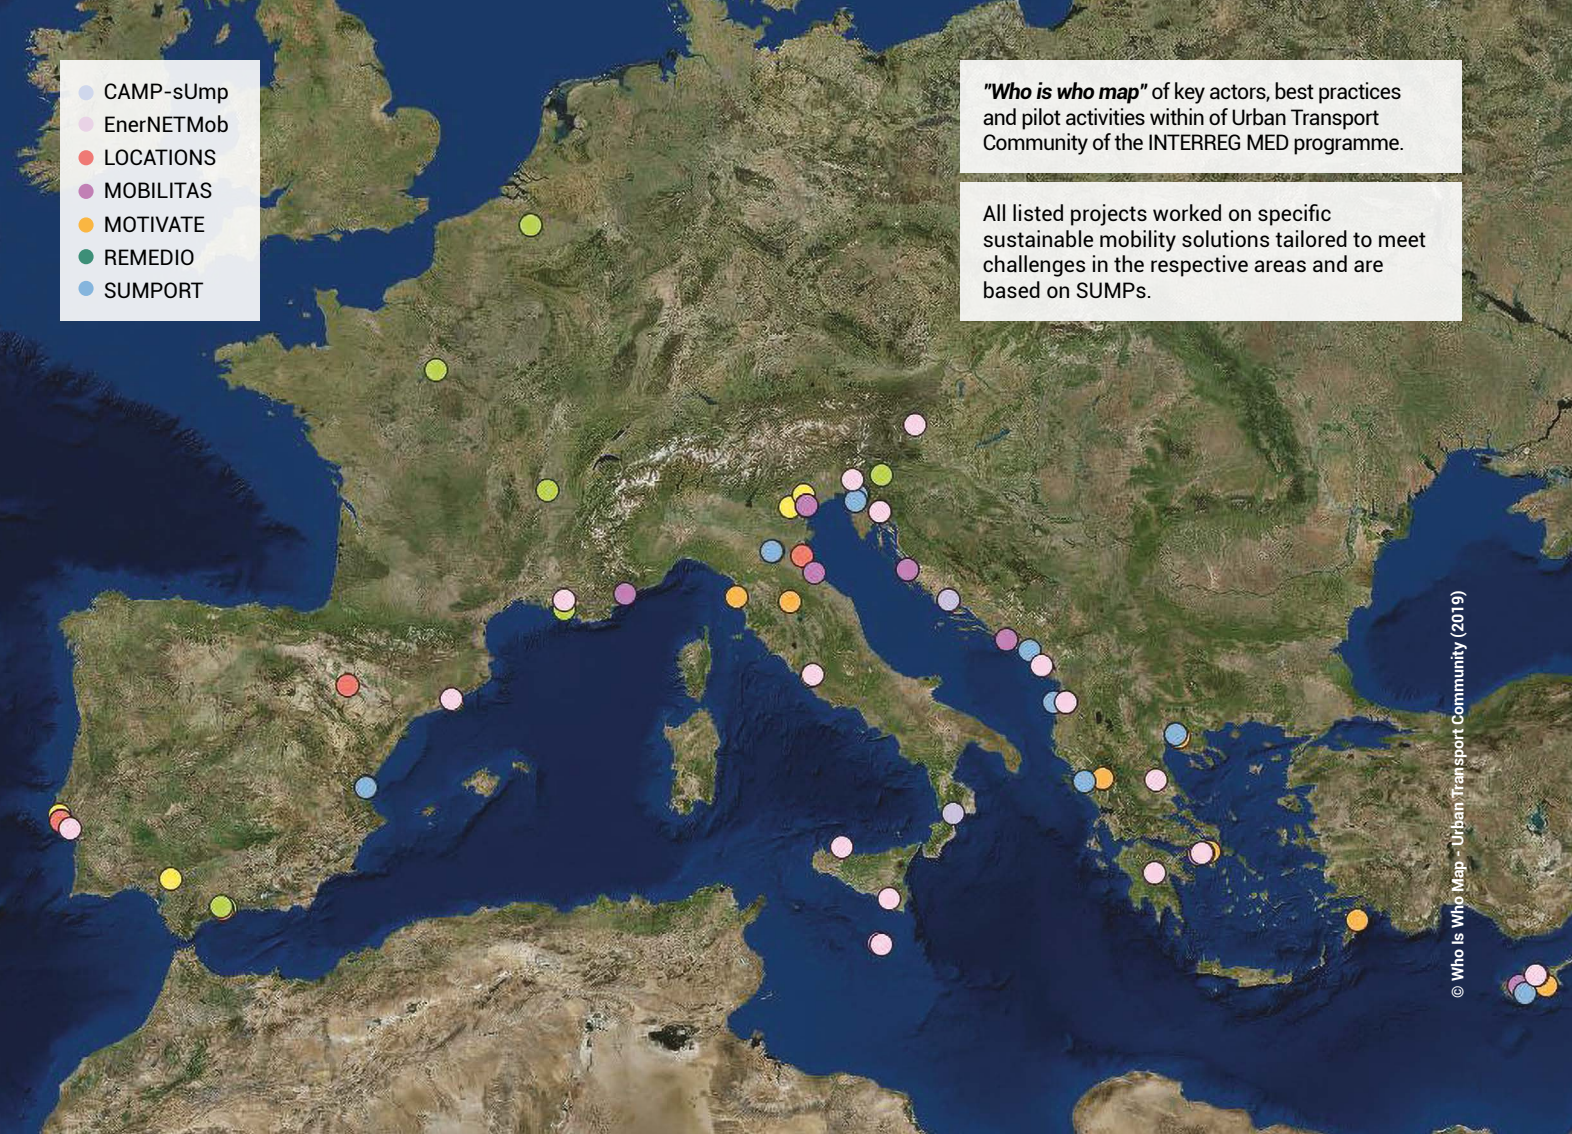 CAMP-sUmp
EnerNETMob
LOCATIONS
MOBILITAS
MOTIVATE
REMEDIO
SUMPORT
"Who is who map" of key actors, best practices
and pilot activities within of Urban Transport
Community of the INTERREG MED programme.
All listed projects worked on specific
sustainable mobility solutions tailored to meet
challenges in the respective areas and are
based on SUMPs.
© Who Is Who Map - Urban Transport Community (2019)